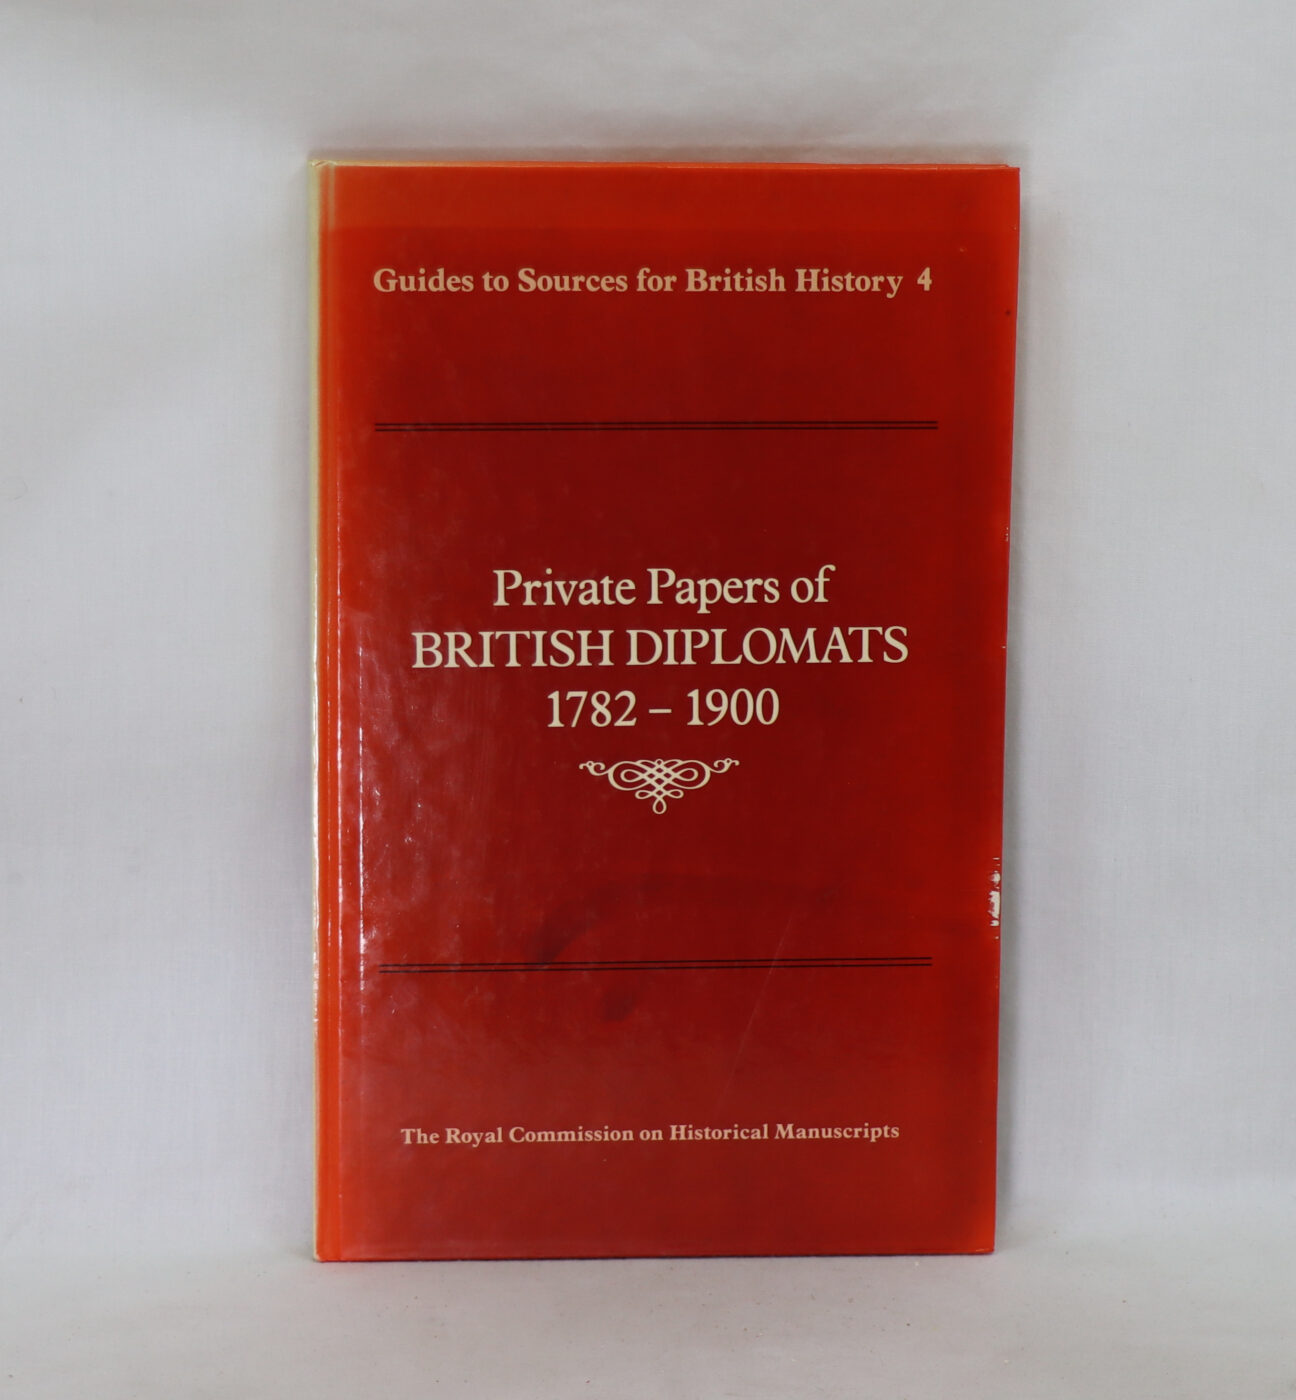 Guides to Sources for British History 4
Private Papers of
BRITISH DIPLOMATS
1782 – 1900
The Royal Commission on Historical Manuscripts